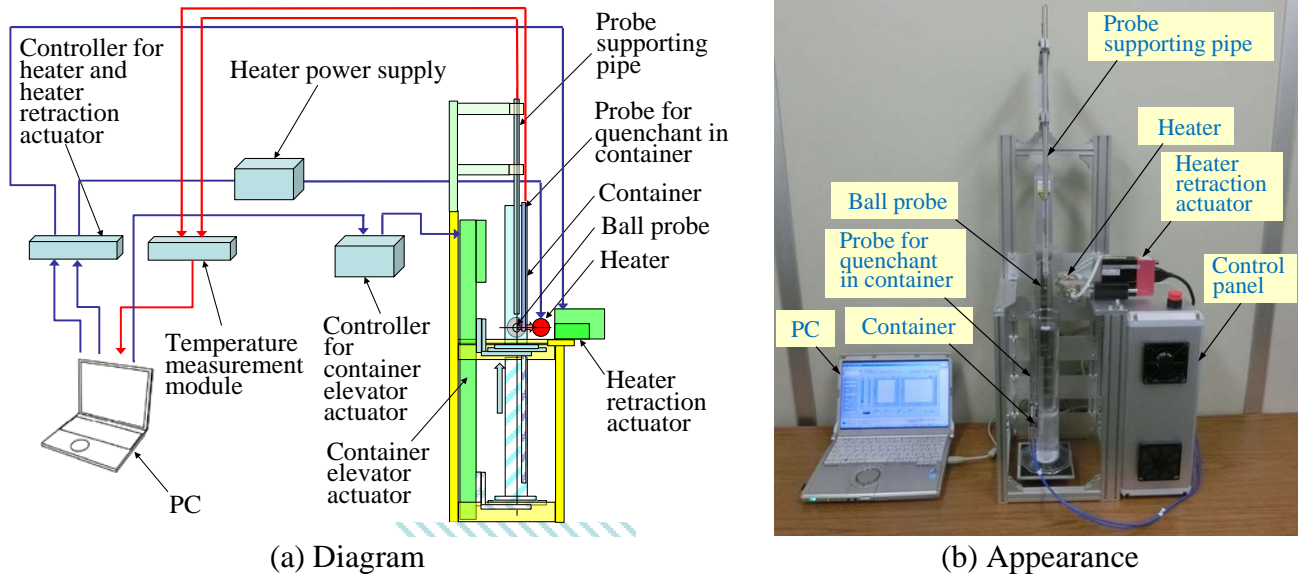 Controller for
heater and
heater
retraction
actuator
Heater power supply
Probe
supporting
pipe
Probe for
quenchant in
container
Container
Ball probe
Heater
Temperature
measurement
module
Controller
for
container
elevator
actuator
Heater
retraction
actuator
Container
elevator
actuator
PC
(a) Diagram
Probe
supporting pipe
Heater
Heater
retraction
actuator
Ball probe
Probe for
quenchant
in container
Control
panel
PC
Container
(b) Appearance